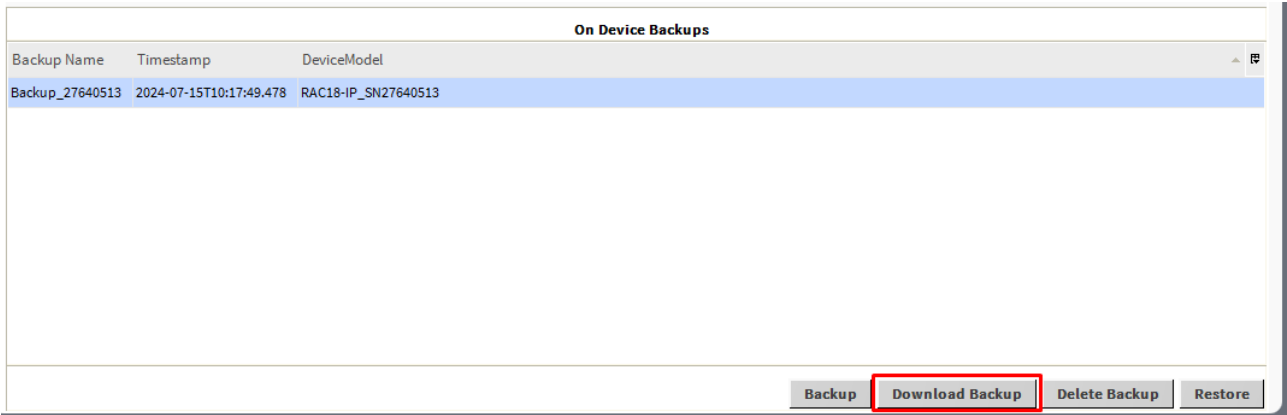 On Device Backups
Backup Name Timestamp DeviceModel
Backup_27640513 2024-07-15T10:17:49.478 RAC18-IP_SN27640513
Backup Download Backup Delete Backup Restore